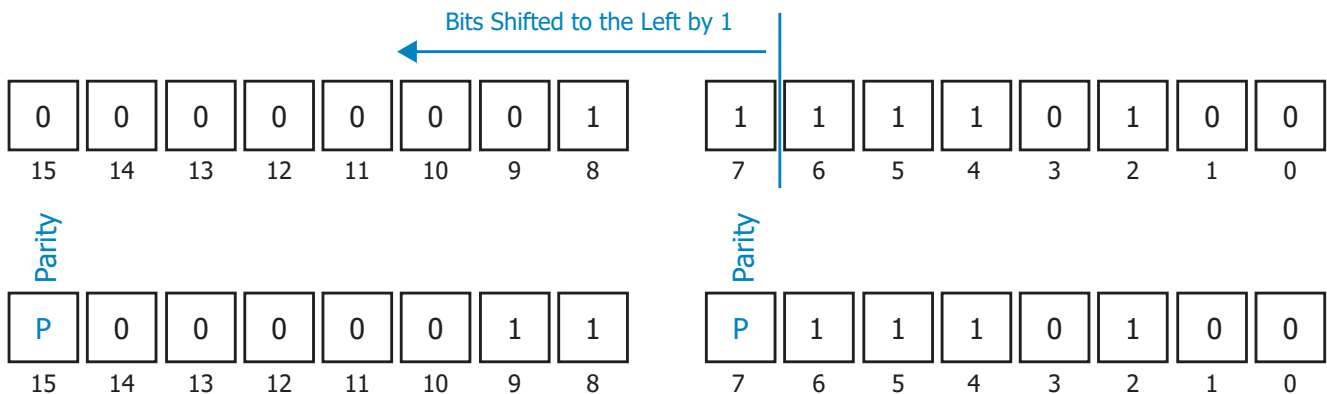 Bits Shifted to the Left by 1
0 0 0 0 0 0 0 1 1 1 1 1 0 1 0 0
15 14 13 12 11 10 9 8 7 6 5 4 3 2 1 0
Parity Parity
P 0 0 0 0 0 1 1 P 1 1 1 0 1 0 0
15 14 13 12 11 10 9 8 7 6 5 4 3 2 1 0